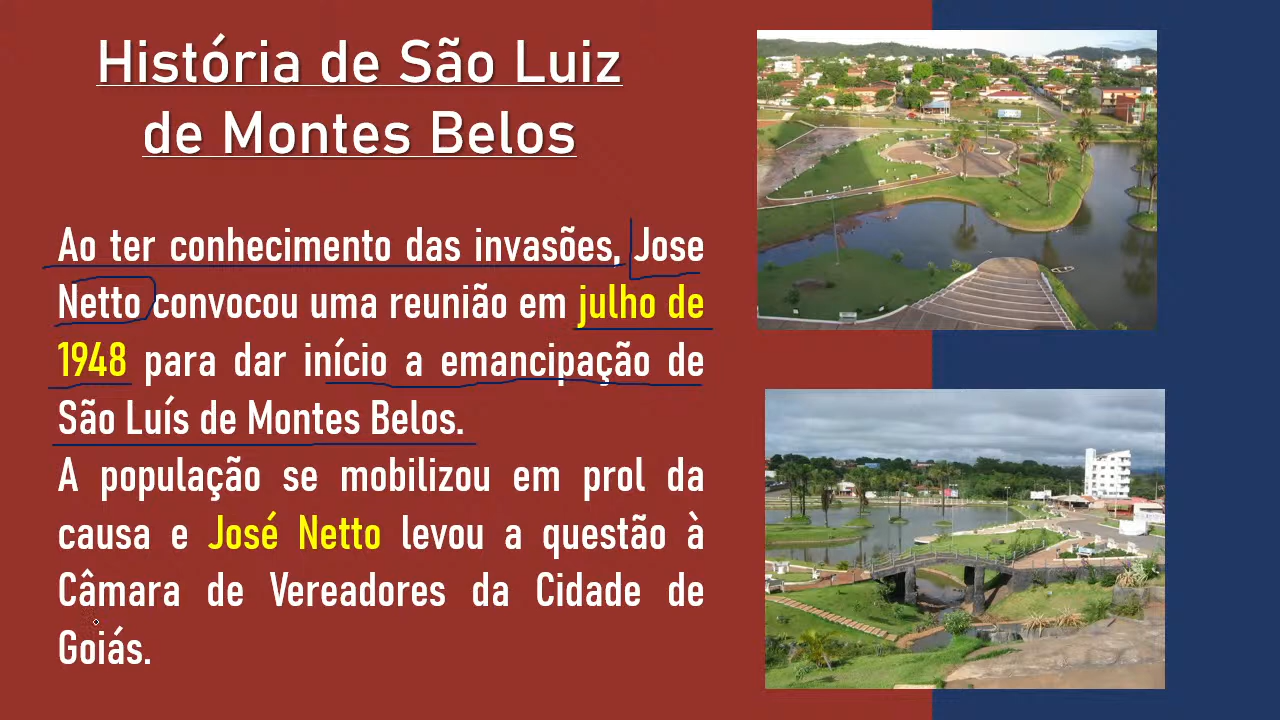 História de São Luiz
de Montes Belos
Ao ter conhecimento das invasões, Jose
Netto convocou uma reunião em julho de
1948 para dar início a emancipação de
São Luís de Montes Belos.
A população se mobilizou em prol da
causa e José Netto levou a questão à
Câmara de Vereadores da Cidade de
Goiás.